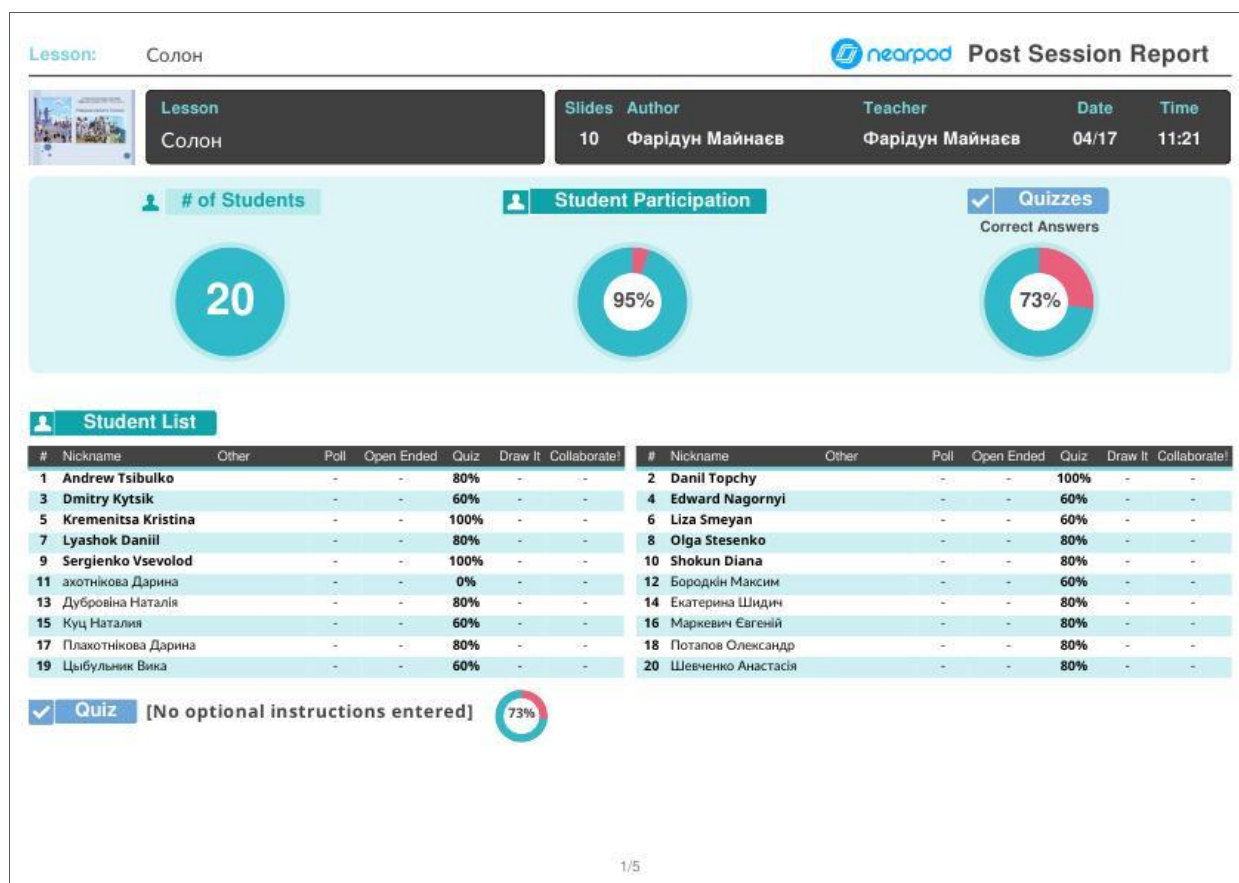 Lesson: Солон nearpod Post Session Report
Lesson Slides Author Teacher Date Time
Солон 10 Фарідун Майнаєв Фарідун Майнаєв 04/17 11:21
# of Students Student Participation Quizzes
Correct Answers
20 95% 73%
Student List
# Nickname Other Poll Open Ended Quiz Draw It Collaborate! # Nickname Other Poll Open Ended Quiz Draw It Collaborate!
1 Andrew Tsibulko - - 80% - - 2 Danil Topchy - - 100% - -
3 Dmitry Kytsik - - 60% - - 4 Edward Nagornyi - - 60% - -
5 Kremenitsa Kristina - - 100% - - 6 Liza Smeyan - - 60% - -
7 Lyashok Daniil - - 80% - - 8 Olga Stesenko - - 80% - -
9 Sergienko Vsevolod - - 100% - - 10 Shokun Diana - - 80% - -
11 ахотнікова Дарина - - 0% - - 12 Бородкін Максим - - 60% - -
13 Дубровіна Наталія - - 80% - - 14 Екатерина Шидич - - 80% - -
15 Куц Наталия - - 60% - - 16 Маркевич Євгеній - - 80% - -
17 Плахотнікова Дарина - - 80% - - 18 Потапов Олександр - - 80% - -
19 Цыбульник Вика - - 60% - - 20 Шевченко Анастасія - - 80% - -
Quiz [No optional instructions entered] 73%
1/5